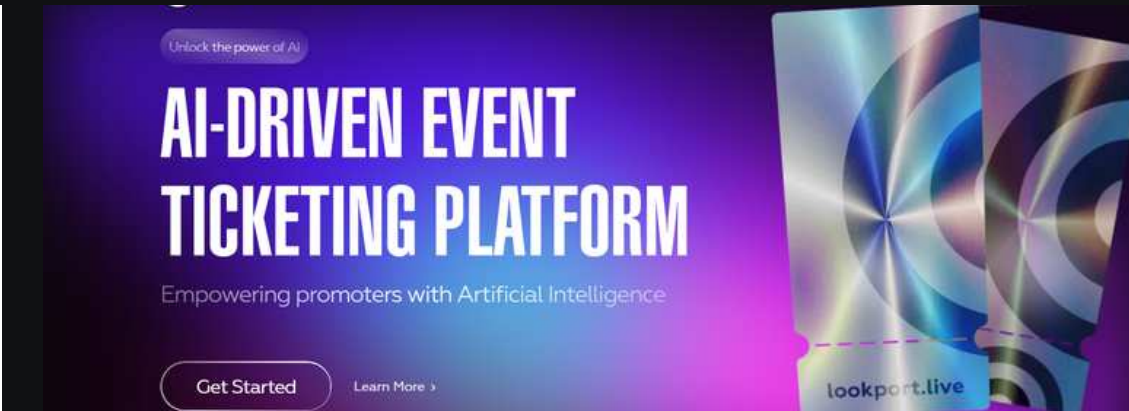 Unlock the power of Ai
AI-DRIVEN EVENT
TICKETING PLATFORM
Empowering promoters with Artificial Intelligence
Get Started
Learn More ›
lookport.live